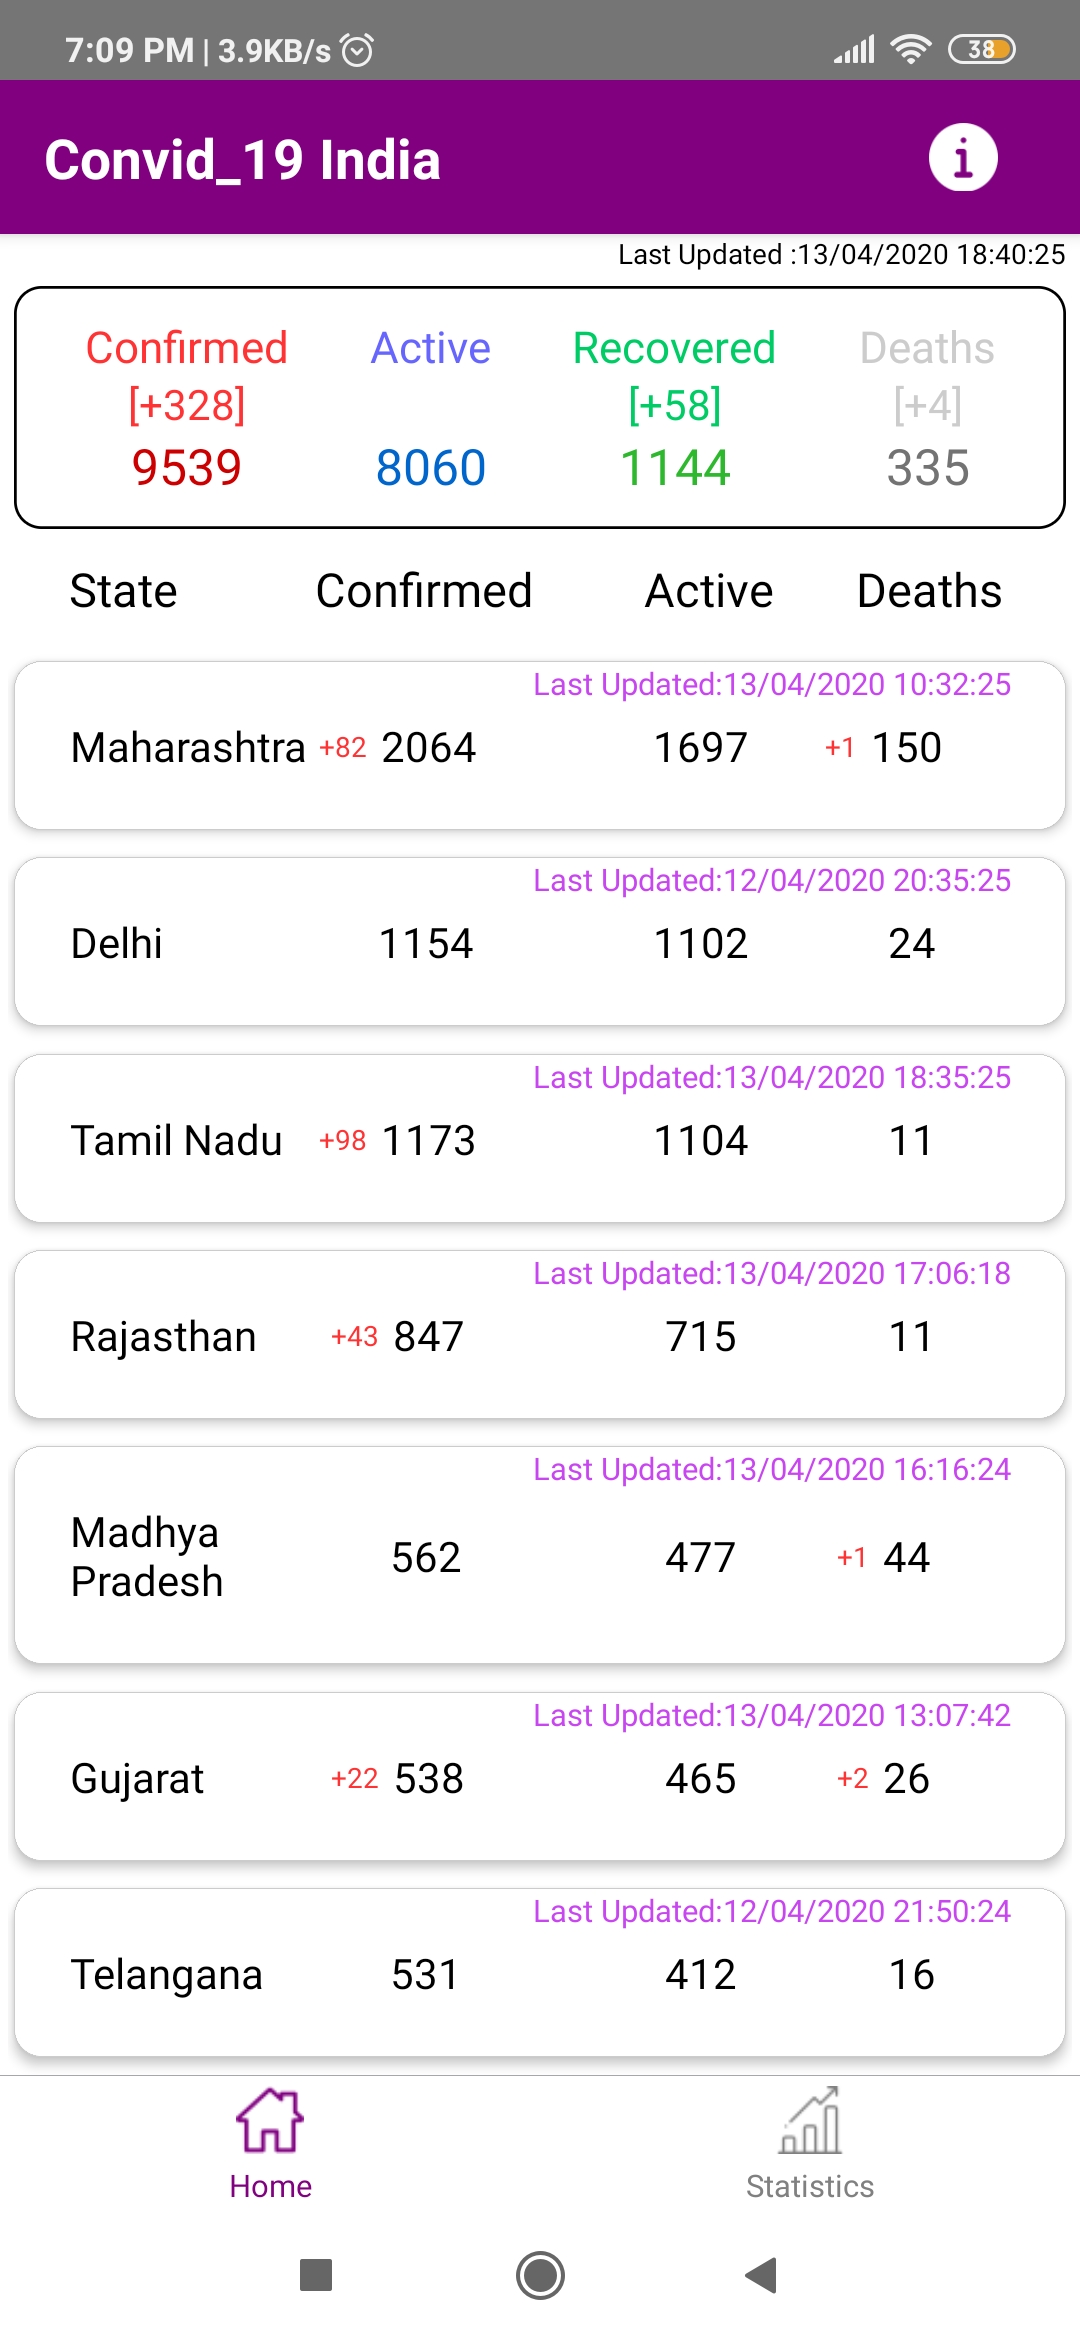 7:09 PM | 3.9KB/s
38
Convid_19 India
Last Updated :13/04/2020 18:40:25
Confirmed Active Recovered Deaths
[+328] [+58] [+4]
9539 8060 1144 335
State Confirmed Active Deaths
Last Updated:13/04/2020 10:32:25
Maharashtra +82 2064 1697 +1 150
Last Updated:12/04/2020 20:35:25
Delhi 1154 1102 24
Last Updated:13/04/2020 18:35:25
Tamil Nadu +98 1173 1104 11
Last Updated:13/04/2020 17:06:18
Rajasthan +43 847 715 11
Last Updated:13/04/2020 16:16:24
Madhya
Pradesh 562 477 +1 44
Last Updated:13/04/2020 13:07:42
Gujarat +22 538 465 +2 26
Last Updated:12/04/2020 21:50:24
Telangana 531 412 16
Home Statistics